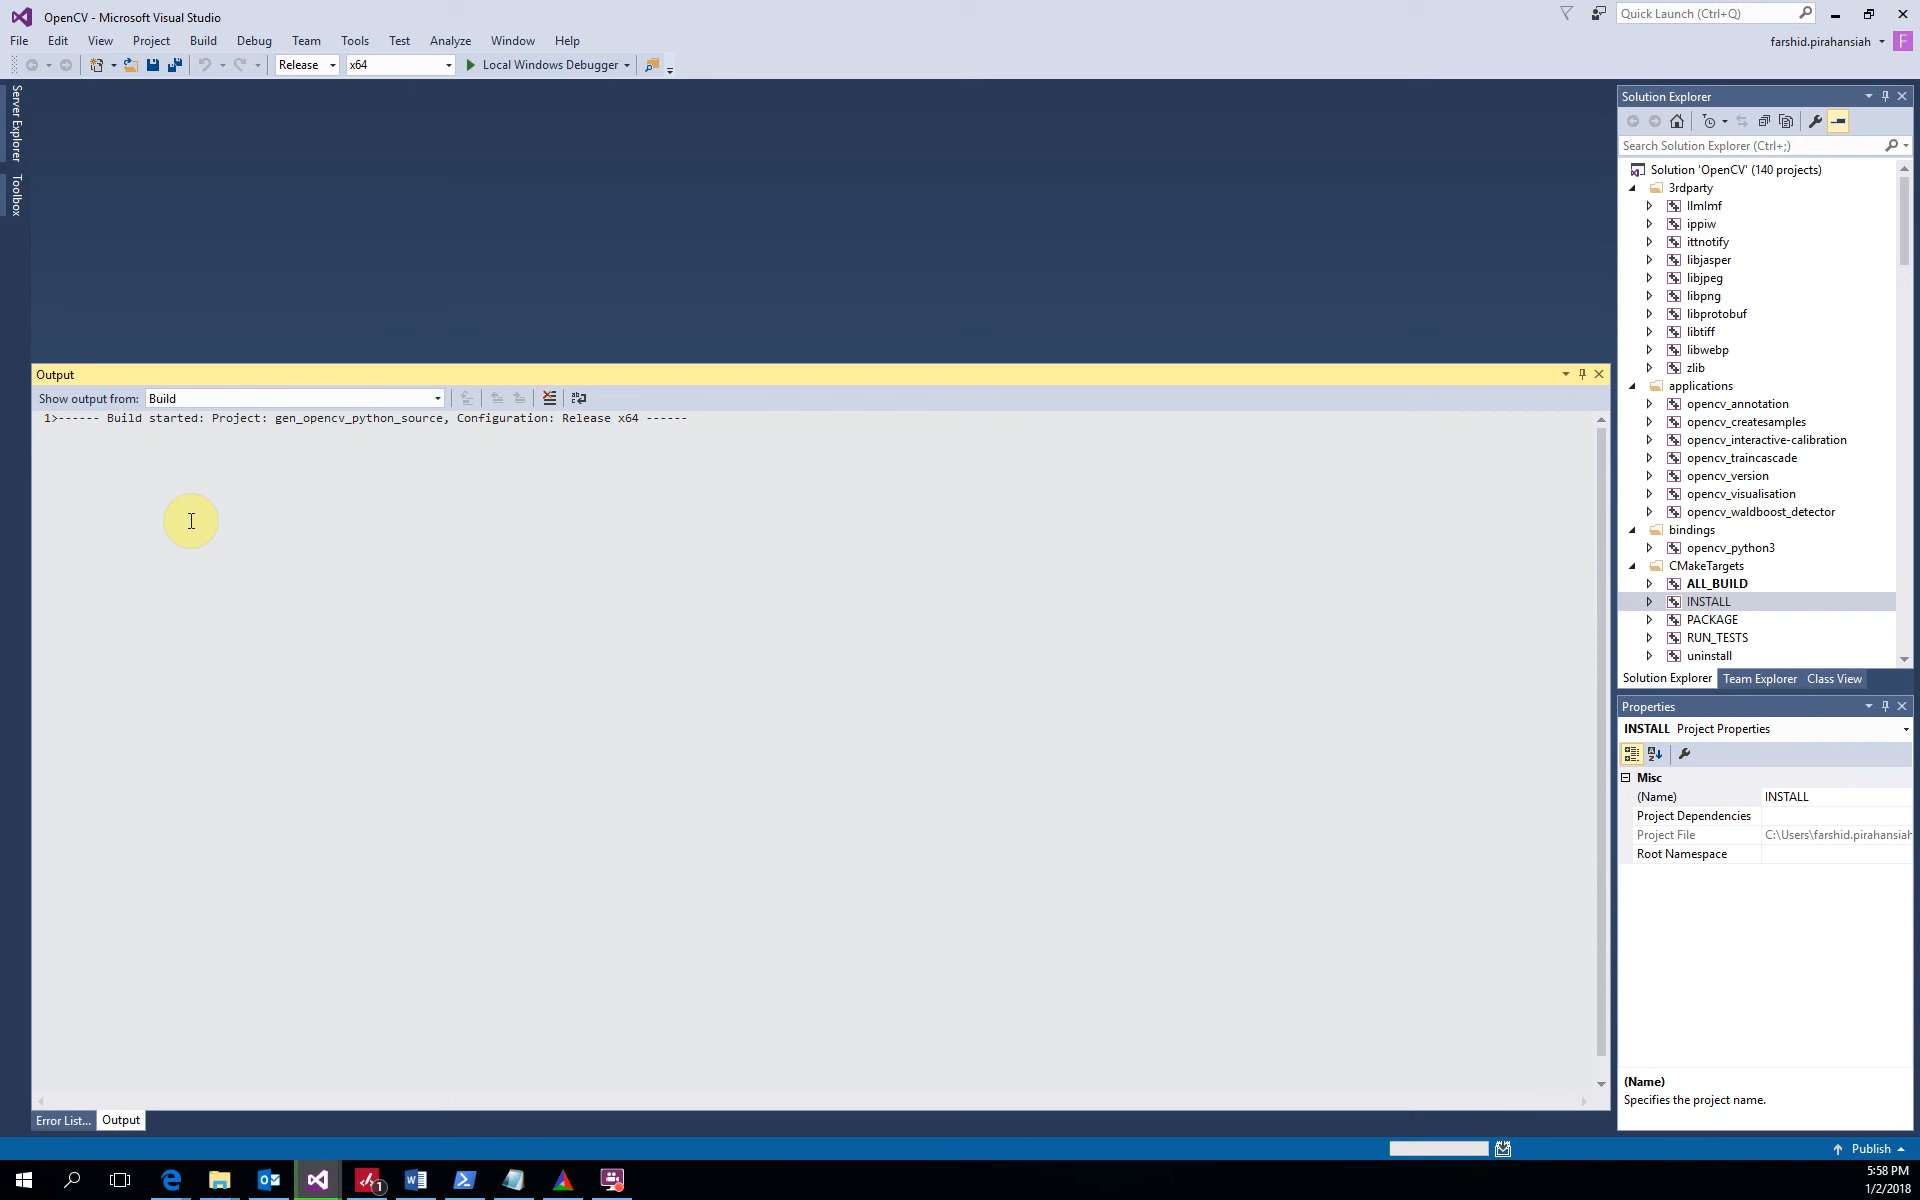 OpenCV - Microsoft Visual Studio
Quick Launch (Ctrl+Q)
File Edit View Project Build Debug Team Tools Test Analyze Window Help
farshid.pirahansiah F
Release x64 Local Windows Debugger
Server Explorer
Toolbox
Output
Show output from: Build
1>------ Build started: Project: gen_opencv_python_source, Configuration: Release x64 ------
Error List... Output
Solution Explorer
Search Solution Explorer (Ctrl+;)
Solution 'OpenCV' (140 projects)
3rdparty
llmlmf
ippiw
ittnotify
libjasper
libjpeg
libpng
libprotobuf
libtiff
libwebp
zlib
applications
opencv_annotation
opencv_createsamples
opencv_interactive-calibration
opencv_traincascade
opencv_version
opencv_visualisation
opencv_waldboost_detector
bindings
opencv_python3
CMakeTargets
ALL_BUILD
INSTALL
PACKAGE
RUN_TESTS
uninstall
Solution Explorer Team Explorer Class View
Properties
INSTALL Project Properties
Misc
(Name) INSTALL
Project Dependencies
Project File C:\Users\farshid.pirahansiah
Root Namespace
(Name)
Specifies the project name.
Publish
5:58 PM
1/2/2018